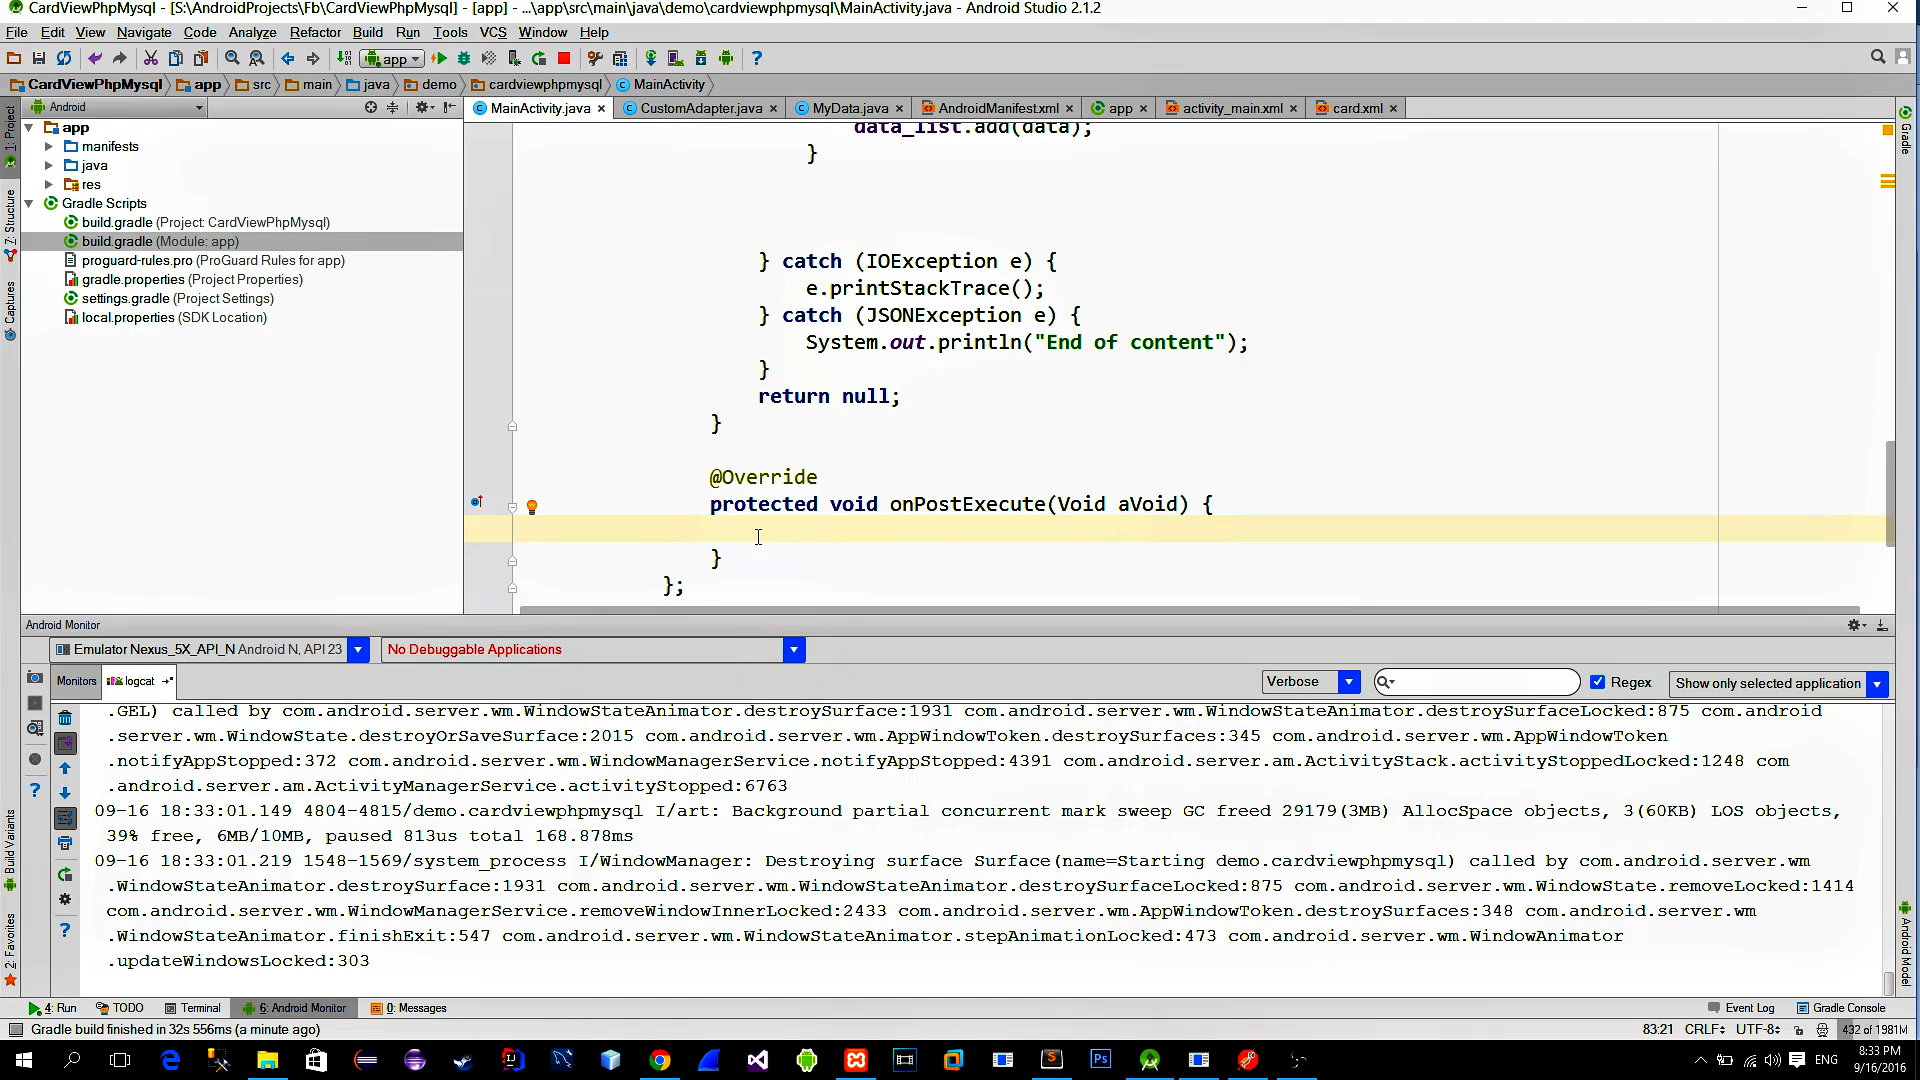 CardViewPhpMysql - [S:\AndroidProjects\Fb\CardViewPhpMysql] - [app] - ...\app\src\main\java\demo\cardviewphpmysql\MainActivity.java - Android Studio 2.1.2
File Edit View Navigate Code Analyze Refactor Build Run Tools VCS Window Help
app
CardViewPhpMysql app src main java demo cardviewphpmysql MainActivity
Android
MainActivity.java CustomAdapter.java MyData.java AndroidManifest.xml app activity_main.xml card.xml
1: Project
Z: Structure
Captures
Build Variants
2: Favorites
Gradle
Android Model
app
manifests
java
res
Gradle Scripts
build.gradle (Project: CardViewPhpMysql)
build.gradle (Module: app)
proguard-rules.pro (ProGuard Rules for app)
gradle.properties (Project Properties)
settings.gradle (Project Settings)
local.properties (SDK Location)
data_list.add(data);
}
} catch (IOException e) {
e.printStackTrace();
} catch (JSONException e) {
System.out.println("End of content");
}
return null;
}
@Override
protected void onPostExecute(Void aVoid) {
}
};
Android Monitor
Emulator Nexus_5X_API_N Android N, API 23 No Debuggable Applications
Monitors logcat Verbose Regex Show only selected application
.GEL) called by com.android.server.wm.WindowStateAnimator.destroySurface:1931 com.android.server.wm.WindowStateAnimator.destroySurfaceLocked:875 com.android
.server.wm.WindowState.destroyOrSaveSurface:2015 com.android.server.wm.AppWindowToken.destroySurfaces:345 com.android.server.wm.AppWindowToken
.notifyAppStopped:372 com.android.server.wm.WindowManagerService.notifyAppStopped:4391 com.android.server.am.ActivityStack.activityStoppedLocked:1248 com
.android.server.am.ActivityManagerService.activityStopped:6763
09-16 18:33:01.149 4804-4815/demo.cardviewphpmysql I/art: Background partial concurrent mark sweep GC freed 29179(3MB) AllocSpace objects, 3(60KB) LOS objects,
39% free, 6MB/10MB, paused 813us total 168.878ms
09-16 18:33:01.219 1548-1569/system_process I/WindowManager: Destroying surface Surface(name=Starting demo.cardviewphpmysql) called by com.android.server.wm
.WindowStateAnimator.destroySurface:1931 com.android.server.wm.WindowStateAnimator.destroySurfaceLocked:875 com.android.server.wm.WindowState.removeLocked:1414
com.android.server.wm.WindowManagerService.removeWindowInnerLocked:2433 com.android.server.wm.AppWindowToken.destroySurfaces:348 com.android.server.wm
.WindowStateAnimator.finishExit:547 com.android.server.wm.WindowStateAnimator.stepAnimationLocked:473 com.android.server.wm.WindowAnimator
.updateWindowsLocked:303
4: Run TODO Terminal 6: Android Monitor 0: Messages Event Log Gradle Console
Gradle build finished in 32s 556ms (a minute ago) 83:21 CRLF UTF-8 432 of 1981M
ENG 8:33 PM
9/16/2016